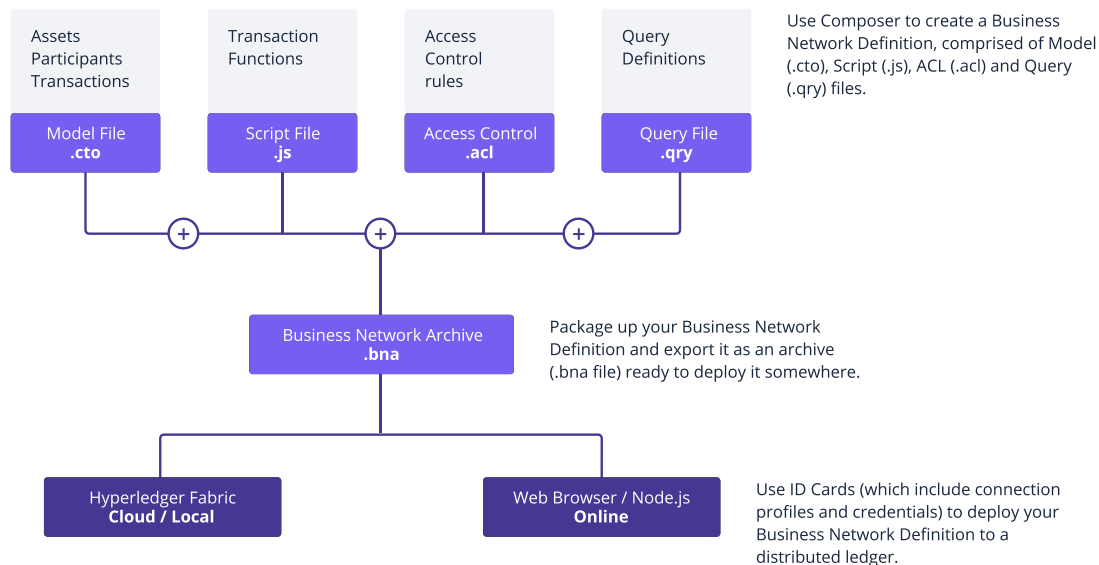 Assets
Participants
Transactions
Transaction
Functions
Access
Control
rules
Query
Definitions
Use Composer to create a Business
Network Definition, comprised of Model
(.cto), Script (.js), ACL (.acl) and Query
(.qry) files.
Model File
.cto
Script File
.js
Access Control
.acl
Query File
.qry
+
+
+
Business Network Archive
.bna
Package up your Business Network
Definition and export it as an archive
(.bna file) ready to deploy it somewhere.
Hyperledger Fabric
Cloud / Local
Web Browser / Node.js
Online
Use ID Cards (which include connection
profiles and credentials) to deploy your
Business Network Definition to a
distributed ledger.